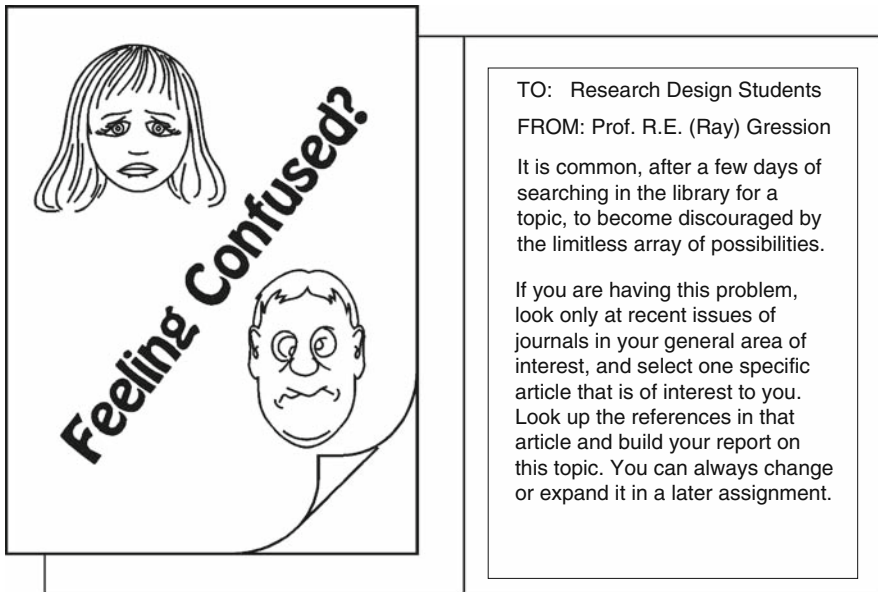 Feeling Confused?
TO: Research Design Students
FROM: Prof. R.E. (Ray) Gression
It is common, after a few days of
searching in the library for a
topic, to become discouraged by
the limitless array of possibilities.
If you are having this problem,
look only at recent issues of
journals in your general area of
interest, and select one specific
article that is of interest to you.
Look up the references in that
article and build your report on
this topic. You can always change
or expand it in a later assignment.